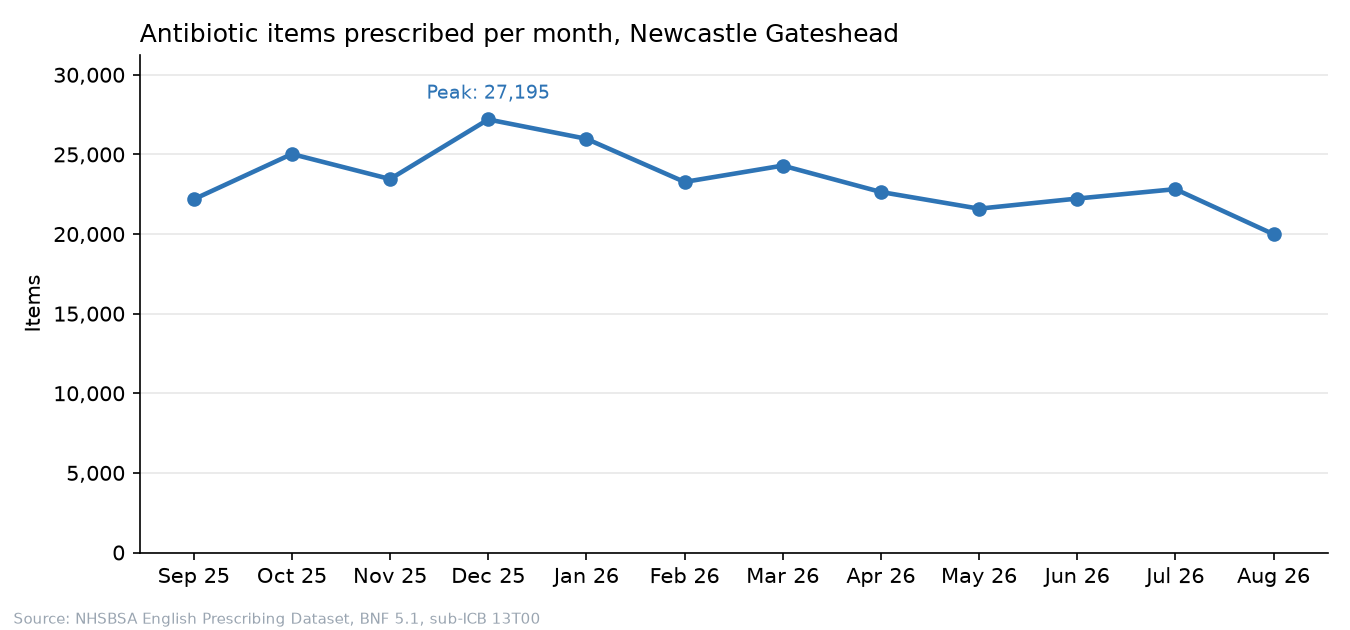 Antibiotic items prescribed per month, Newcastle Gateshead
30,000
Peak: 27,195
25,000
20,000
15,000
Items
10,000
5,000
0
Sep 25 Oct 25 Nov 25 Dec 25 Jan 26 Feb 26 Mar 26 Apr 26 May 26 Jun 26 Jul 26 Aug 26
Source: NHSBSA English Prescribing Dataset, BNF 5.1, sub-ICB 13T00